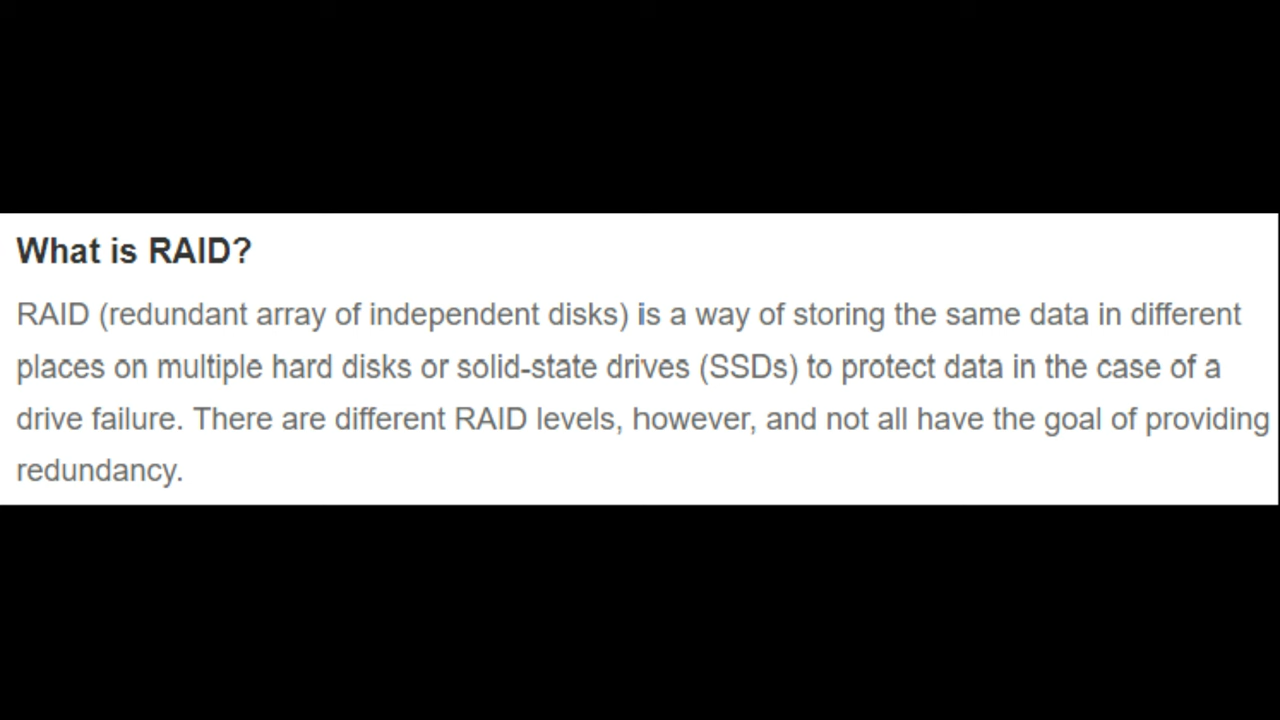 What is RAID?
RAID (redundant array of independent disks) is a way of storing the same data in different
places on multiple hard disks or solid-state drives (SSDs) to protect data in the case of a
drive failure. There are different RAID levels, however, and not all have the goal of providing
redundancy.